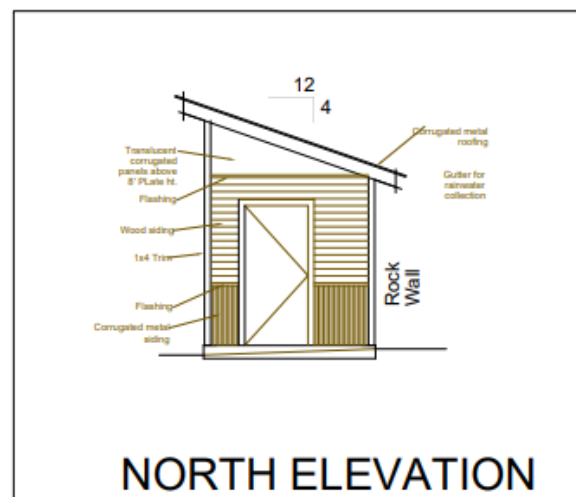 12
4
Translucent
corrugated
panels above
8' PLate ht.
Flashing
Wood siding
1x4 Trim
Flashing
Corrugated metal
siding
Corrugated metal
roofing
Gutter for
rainwater
collection
Rock
Wall
NORTH ELEVATION